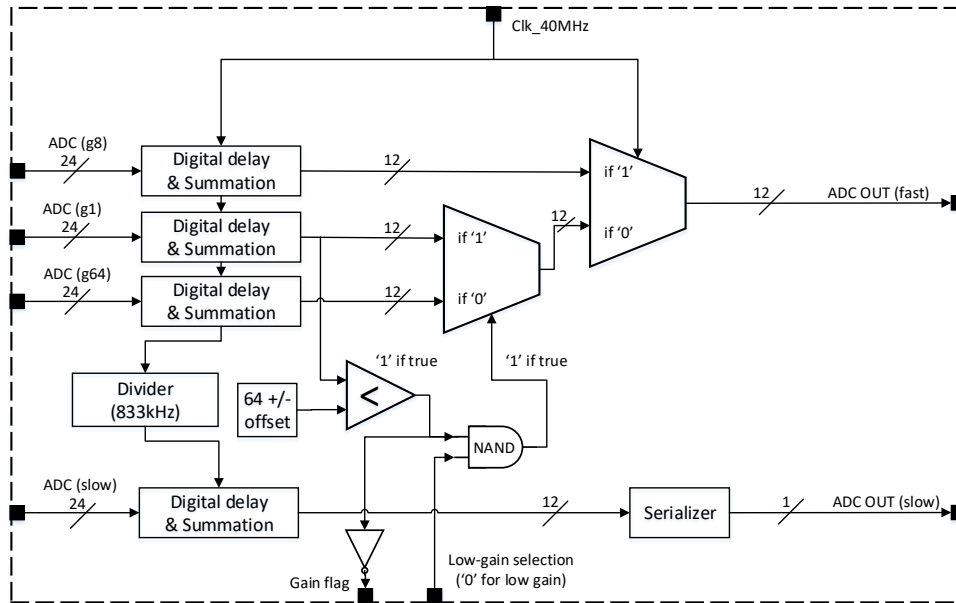 Clk_40MHz
ADC (g8)
24
Digital delay
& Summation
12
if ‘1’
12
ADC OUT (fast)
ADC (g1)
24
Digital delay
& Summation
12
if ‘1’
12
if ‘0’
ADC (g64)
24
Digital delay
& Summation
12
if ‘0’
‘1’ if true
‘1’ if true
Divider
(833kHz)
64 +/-
offset
<
NAND
ADC (slow)
24
Digital delay
& Summation
12
Serializer
1
ADC OUT (slow)
Gain flag
Low-gain selection
(‘0’ for low gain)